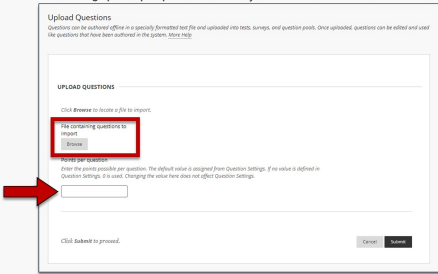 Upload Questions
Questions can be authored offline in a specially formatted text file and uploaded into tests, surveys, and question pools. Once uploaded, questions can be edited and used
like questions that have been authored in the system. More Help
UPLOAD QUESTIONS
Click Browse to locate a file to import.
File containing questions to
import
Browse
Points per question
Enter the points possible per question. The default value is assigned from Question Settings. If no value is defined in
Question Settings, 0 is used. Changing the value here does not affect Question Settings.
Click Submit to proceed.
Cancel
Submit